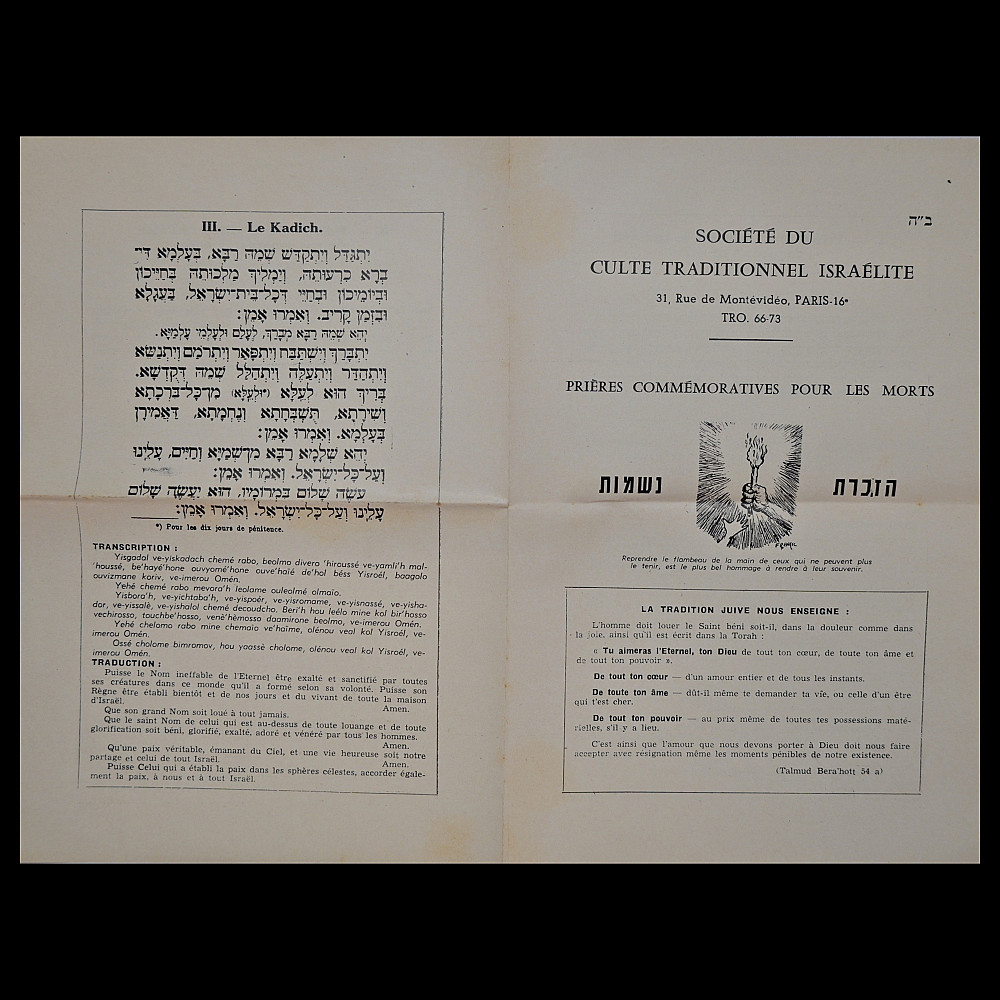 III. — Le Kadich.
יִתְגַּדַּל וְיִתְקַדַּשׁ שְׁמֵהּ רַבָּא, בְּעָלְמָא דִּי־
בְרָא כִרְעוּתֵהּ, וְיַמְלִיךְ מַלְכוּתֵהּ בְּחַיֵּיכוֹן
וּבְיוֹמֵיכוֹן וּבְחַיֵּי דְכָל־בֵּית־יִשְׂרָאֵל, בַּעֲגָלָא
וּבִזְמַן קָרִיב. וְאִמְרוּ אָמֵן:
יְהֵא שְׁמֵהּ רַבָּא מְבָרַךְ, לְעָלַם וּלְעָלְמֵי עָלְמַיָּא.
יִתְבָּרַךְ וְיִשְׁתַּבַּח וְיִתְפָּאַר וְיִתְרֹמַם וְיִתְנַשֵּׂא
וְיִתְהַדַּר וְיִתְעַלֶּה וְיִתְהַלַּל שְׁמֵהּ דְּקֻדְשָׁא.
בְּרִיךְ הוּא לְעֵלָּא (*וּלְעֵלָּא) מִן־כָּל־בִּרְכָתָא
וְשִׁירָתָא, תֻּשְׁבְּחָתָא וְנֶחֱמָתָא, דַּאֲמִירָן
בְּעָלְמָא. וְאִמְרוּ אָמֵן:
יְהֵא שְׁלָמָא רַבָּא מִן־שְׁמַיָּא וְחַיִּים, עָלֵינוּ
וְעַל־כָּל־יִשְׂרָאֵל. וְאִמְרוּ אָמֵן:
עֹשֶׂה שָׁלוֹם בִּמְרוֹמָיו, הוּא יַעֲשֶׂה שָׁלוֹם
עָלֵינוּ וְעַל־כָּל־יִשְׂרָאֵל. וְאִמְרוּ אָמֵן:
*) Pour les dix jours de pénitence.
TRANSCRIPTION :
Yisgadal ve-yiskadach chemé rabo, beolmo divero 'hiroussé ve-yamli'h mal-
'houssé, be'hayé'hone ouvyomé'hone ouve'haïé de'hol béss Yisroël, baagolo
ouvizmane koriv, ve-imerou Omén.
Yehé chemé rabo mevora'h leolame ouleolmé olmaïo.
Yisbora'h, ve-yichtaba'h, ve-yispoér, ve-yisromame, ve-yisnassé, ve-yisha-
dar, ve-yissalè, ve-yishalol chemé decoudcho. Beri'h hou leélo mine kol bir'hosso
vechirosso, touchbe'hosso, vené'hêmosso daamirone beolmo, ve-imerou Omén.
Yehé chelomo rabo mine chemaïo ve'haïme, olénou veal kol Yisroël, ve-
imerou Omén.
Ossé cholome bimromov, hou yaassè cholome, olénou veal kol Yisroël, ve-
imerou Omén.
TRADUCTION :
Puisse le Nom ineffable de l'Eternel être exalté et sanctifié par toutes
ses créatures dans ce monde qu'il a formé selon sa volonté. Puisse son
Règne être établi bientôt et de nos jours et du vivant de toute la maison
d'Israël. Amen.
Que son grand Nom soit loué à tout jamais.
Que le saint Nom de celui qui est au-dessus de toute louange et de toute
glorification soit béni, glorifié, exalté, adoré et vénéré par tous les hommes.
Amen.
Qu'une paix véritable, émanant du Ciel, et une vie heureuse soit notre
partage et celui de tout Israël. Amen.
Puisse Celui qui a établi la paix dans les sphères célestes, accorder égale-
ment la paix, à nous et à tout Israël.
ב״ה
SOCIÉTÉ DU
CULTE TRADITIONNEL ISRAÉLITE
31, Rue de Montévidéo, PARIS-16e
TRO. 66-73
PRIÈRES COMMÉMORATIVES POUR LES MORTS
הזכרת נשמות
Reprendre le flambeau de la main de ceux qui ne peuvent plus
le tenir, est le plus bel hommage à rendre à leur souvenir.
LA TRADITION JUIVE NOUS ENSEIGNE :
L'homme doit louer le Saint béni soit-il, dans la douleur comme dans
la joie, ainsi qu'il est écrit dans la Torah :
« Tu aimeras l'Eternel, ton Dieu de tout ton cœur, de toute ton âme et
de tout ton pouvoir ».
De tout ton cœur — d'un amour entier et de tous les instants.
De toute ton âme — dût-il même te demander ta vie, ou celle d'un être
qui t'est cher.
De tout ton pouvoir — au prix même de toutes tes possessions maté-
rielles, s'il y a lieu.
C'est ainsi que l'amour que nous devons porter à Dieu doit nous faire
accepter avec résignation même les moments pénibles de notre existence.
(Talmud Bera'hott 54 a)